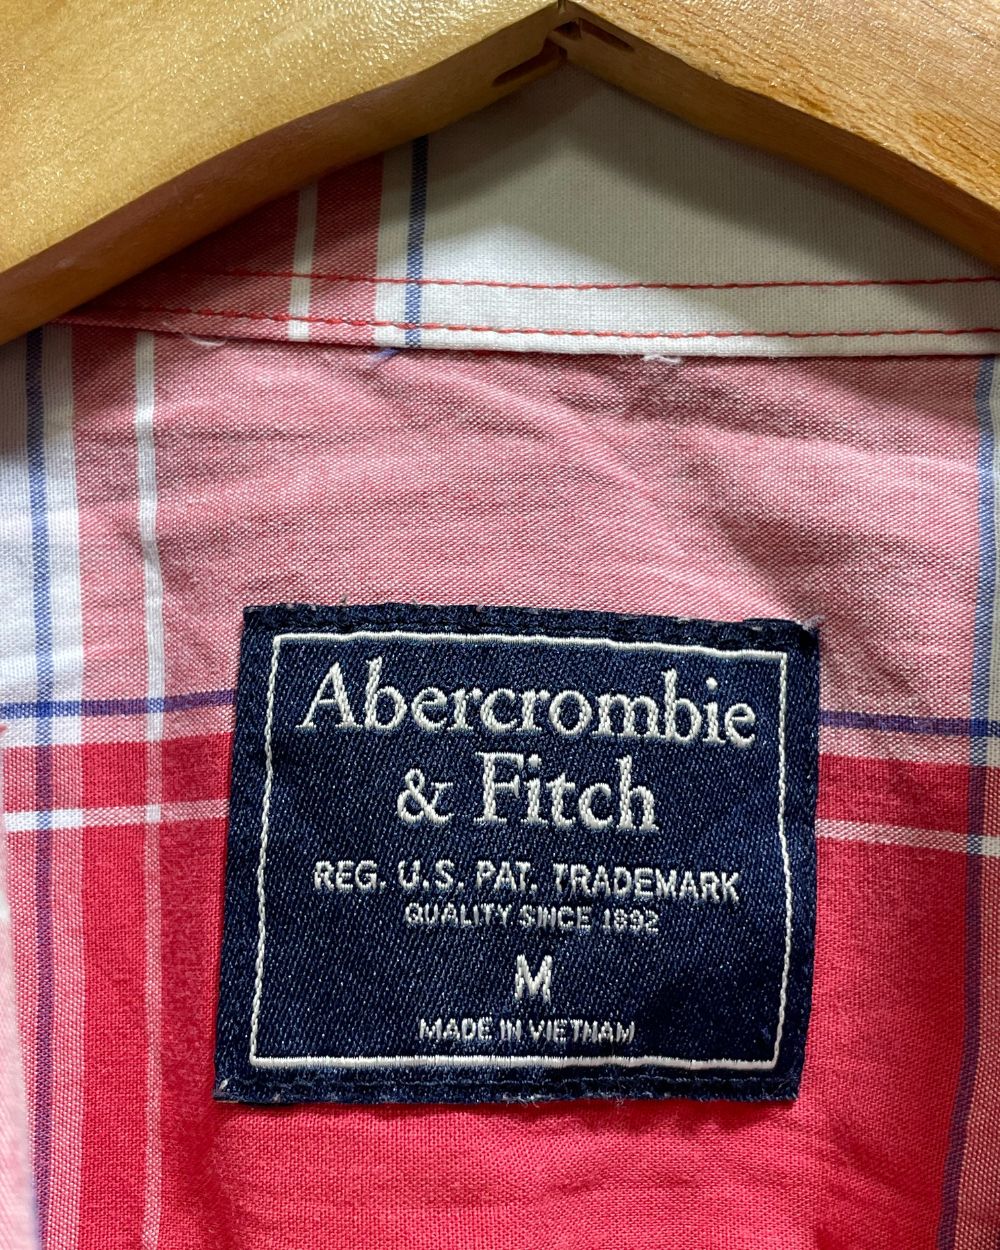 Abercrombie
& Fitch
REG. U.S. PAT. TRADEMARK
QUALITY SINCE 1892
M
MADE IN VIETNAM